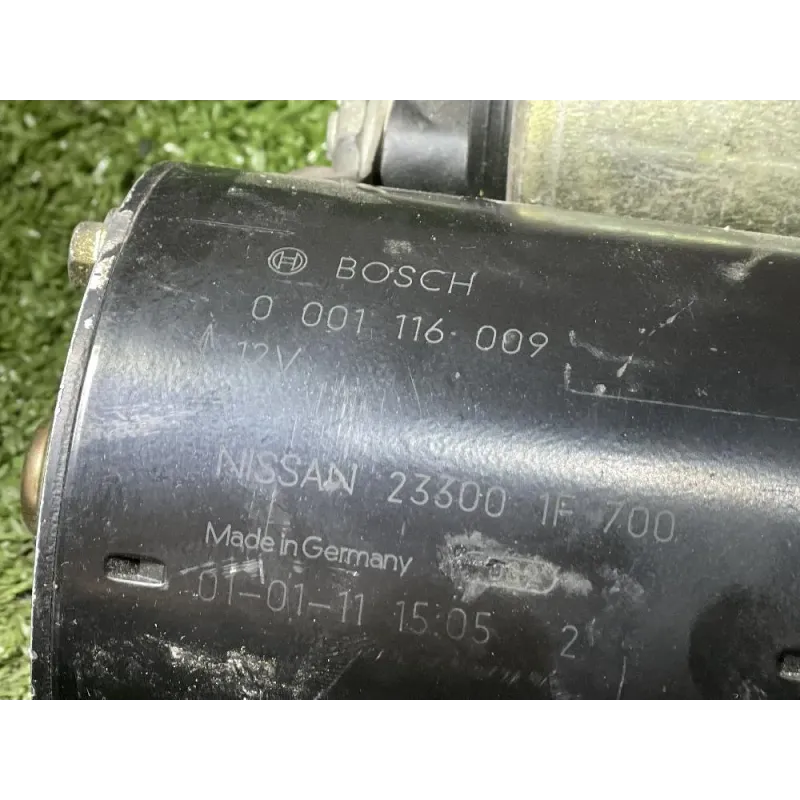 BOSCH
0 001 116 009
12V
NISSAN 23300 1F 700
Made in Germany
01-01-11 15:05 2